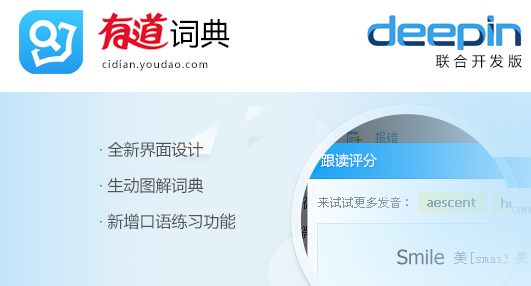 有道词典
cidian.youdao.com
deepin
联合开发版
· 全新界面设计
· 生动图解词典
· 新增口语练习功能
报错
跟读评分
来试试更多发音： aescent
Smile 美[smai] 美